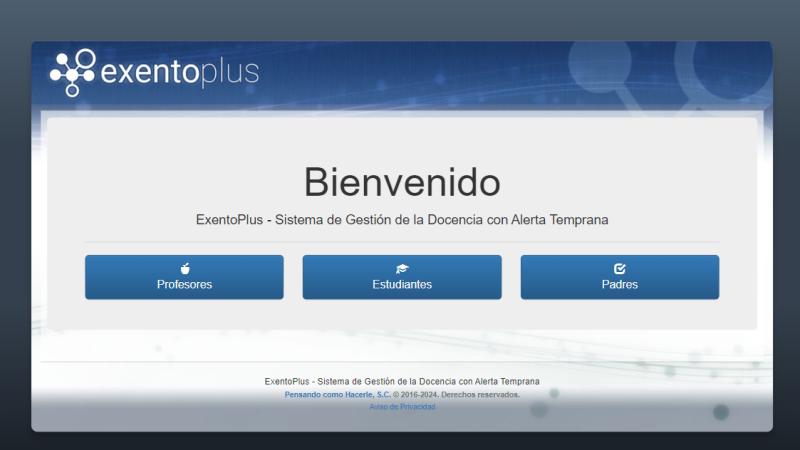 exentoplus
Bienvenido
ExentoPlus - Sistema de Gestión de la Docencia con Alerta Temprana
Profesores
Estudiantes
Padres
ExentoPlus - Sistema de Gestión de la Docencia con Alerta Temprana
Pensando como Hacerle, S.C. © 2016-2024. Derechos reservados.
Aviso de Privacidad